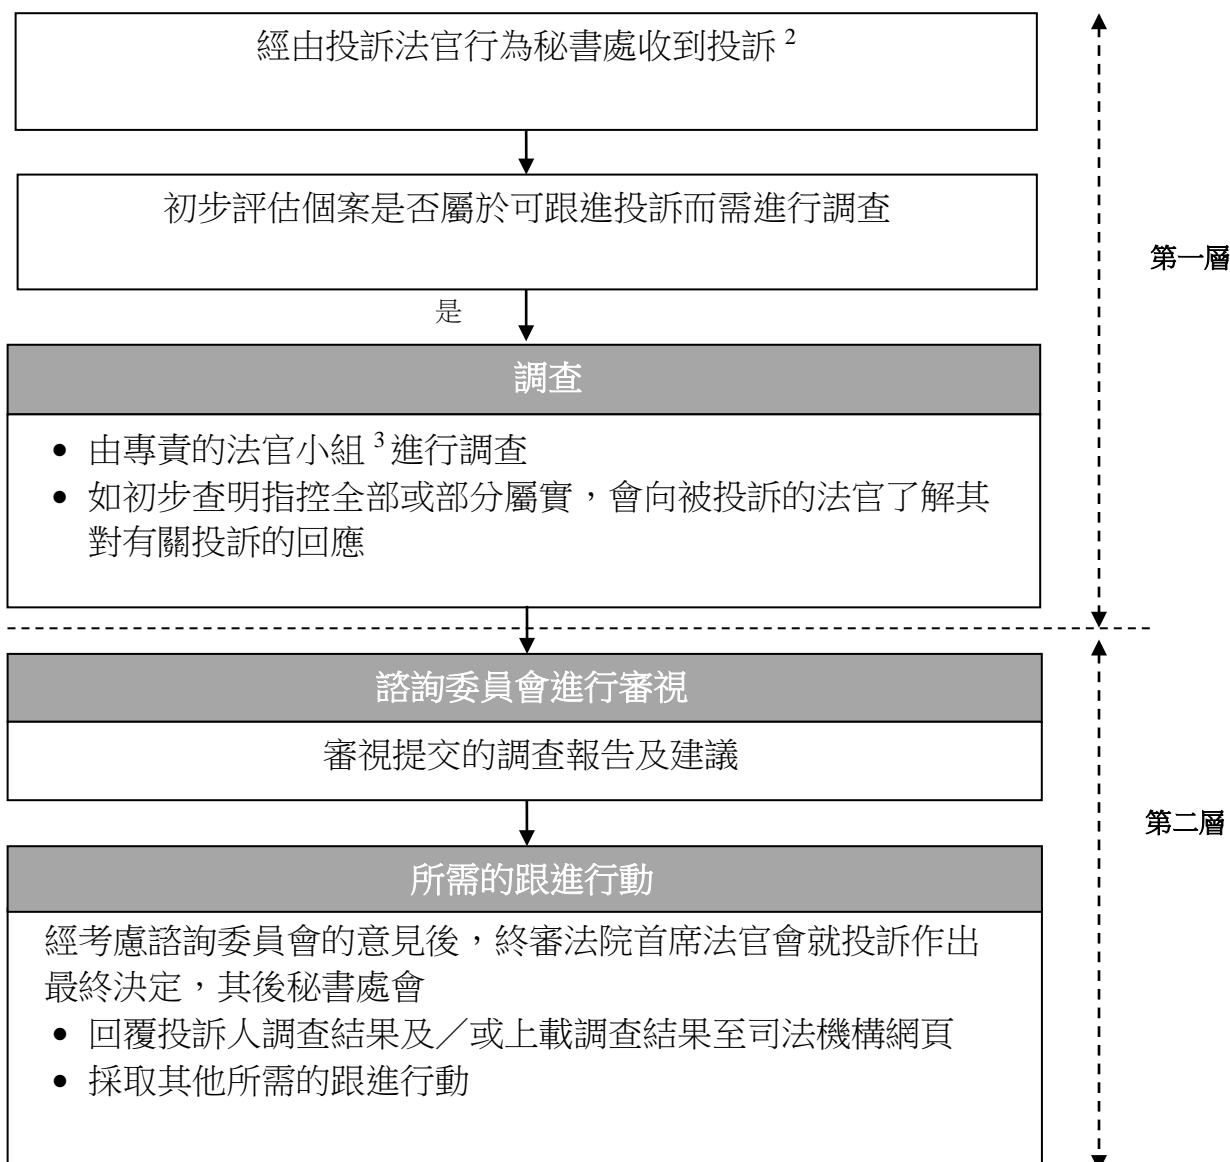 經由投訴法官行為秘書處收到投訴 2
初步評估個案是否屬於可跟進投訴而需進行調查
第一層
是
調查
• 由專責的法官小組 3 進行調查
• 如初步查明指控全部或部分屬實，會向被投訴的法官了解其
對有關投訴的回應
諮詢委員會進行審視
審視提交的調查報告及建議
第二層
所需的跟進行動
經考慮諮詢委員會的意見後，終審法院首席法官會就投訴作出
最終決定，其後秘書處會
• 回覆投訴人調查結果及／或上載調查結果至司法機構網頁
• 採取其他所需的跟進行動